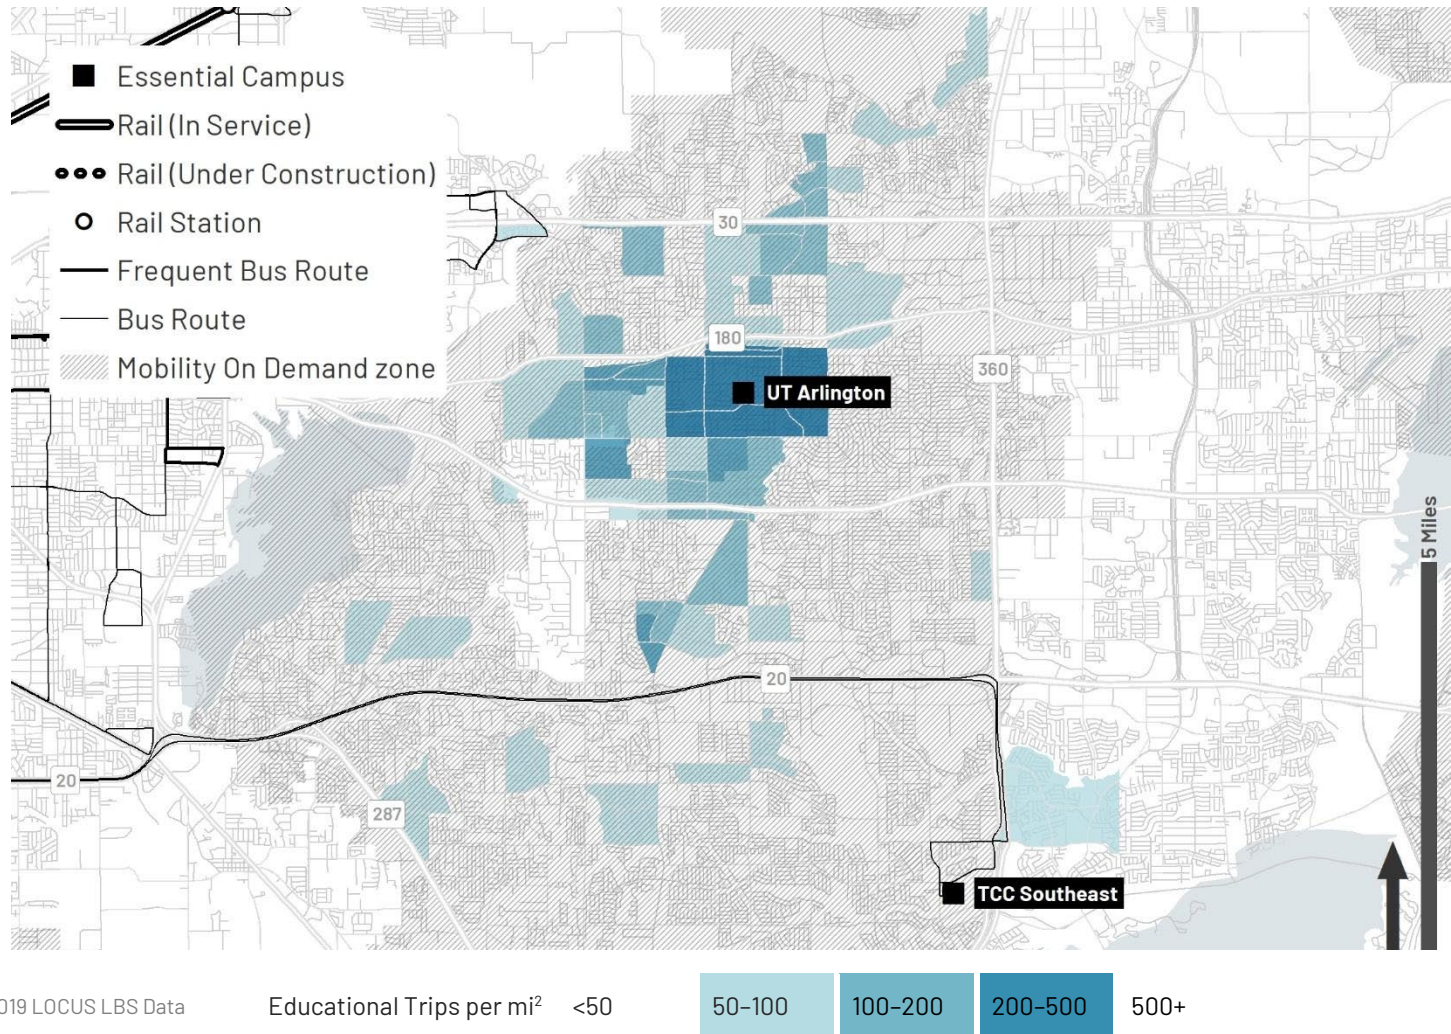 Essential Campus
Rail (In Service)
Rail (Under Construction)
Rail Station
Frequent Bus Route
Bus Route
Mobility On Demand zone
30
180
360
UT Arlington
5 Miles
20
20
287
TCC Southeast
019 LOCUS LBS Data
Educational Trips per mi² <50 50–100 100–200 200–500 500+